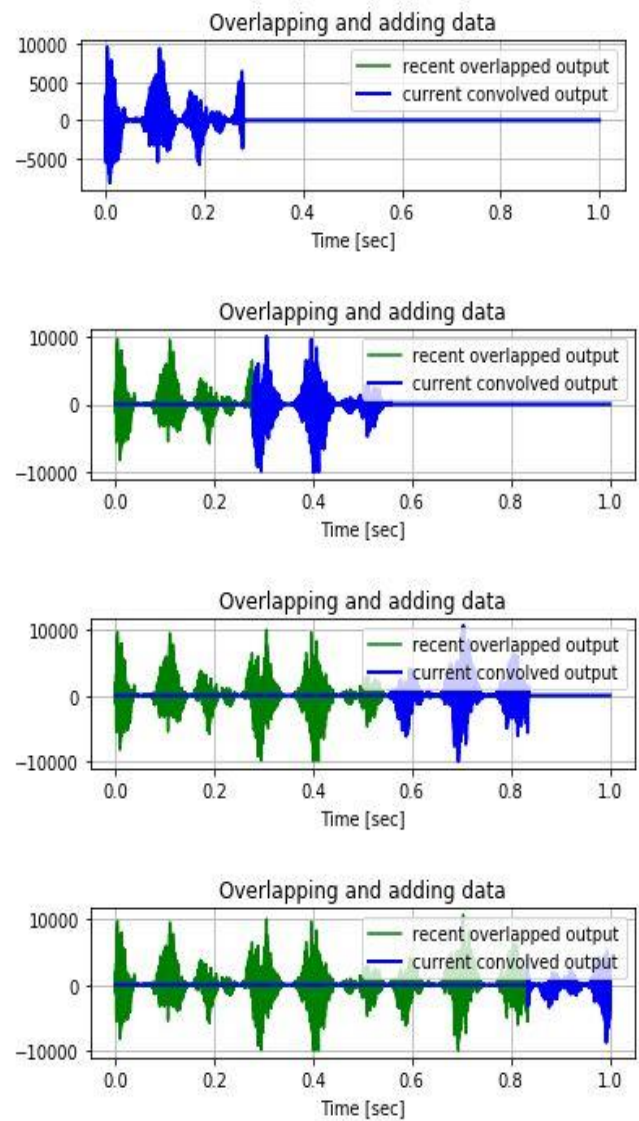 Overlapping and adding data
10000
5000
0
−5000
recent overlapped output
current convolved output
0.0 0.2 0.4 0.6 0.8 1.0
Time [sec]
Overlapping and adding data
10000
0
−10000
recent overlapped output
current convolved output
0.0 0.2 0.4 0.6 0.8 1.0
Time [sec]
Overlapping and adding data
10000
0
−10000
recent overlapped output
current convolved output
0.0 0.2 0.4 0.6 0.8 1.0
Time [sec]
Overlapping and adding data
10000
0
−10000
recent overlapped output
current convolved output
0.0 0.2 0.4 0.6 0.8 1.0
Time [sec]